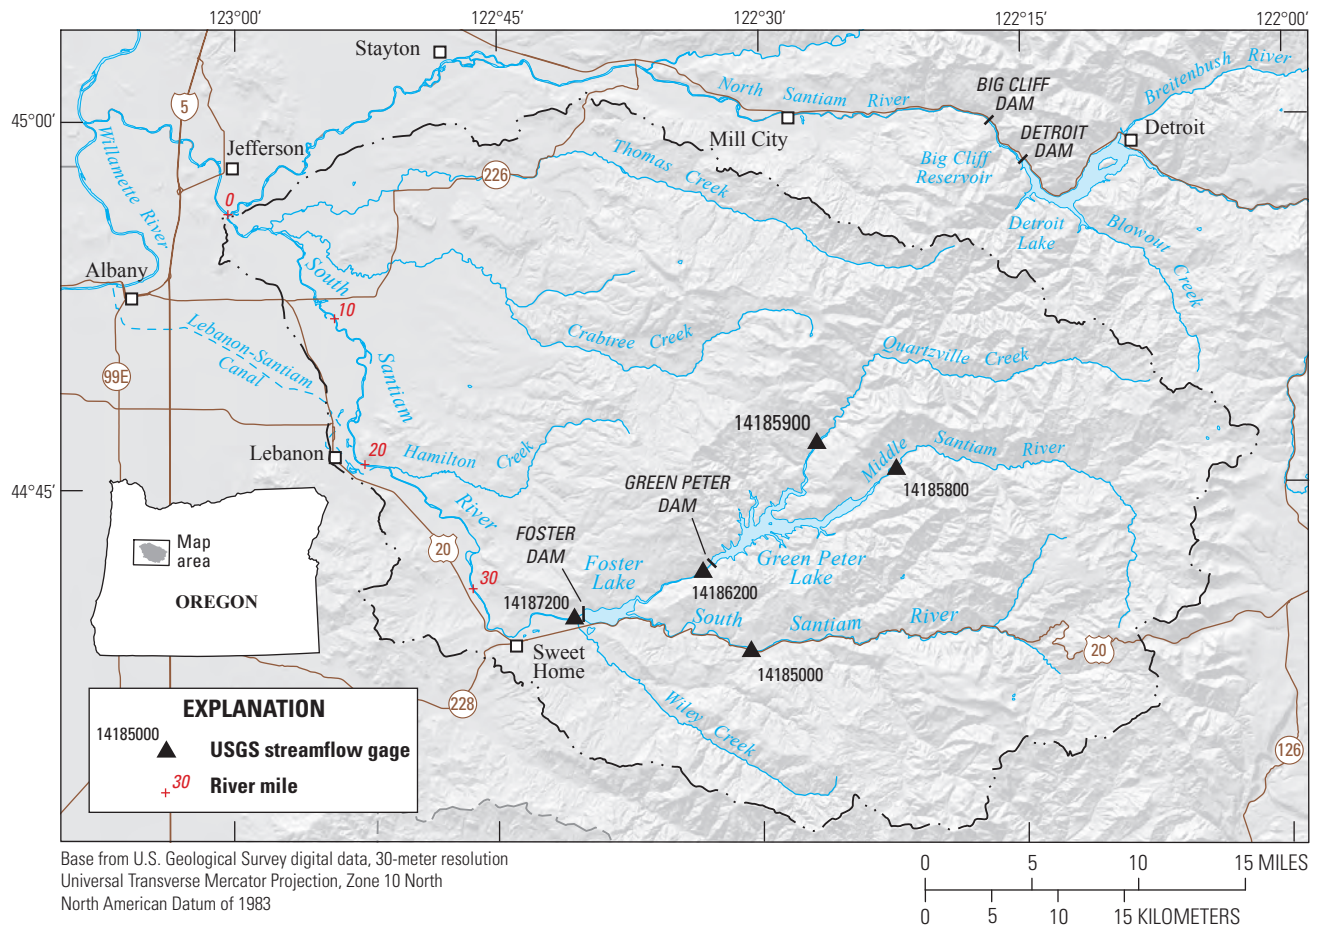 123°00′
122°45′
122°30′
122°15′
122°00′
Stayton
North Santiam River
BIG CLIFF
DAM
Breitenbush River
5
45°00′
Willamette River
Jefferson
Mill City
DETROIT
DAM
Detroit
Thomas Creek
Big Cliff
Reservoir
226
0
Detroit
Lake
Blowout Creek
Albany
South Santiam River
10
Lebanon-Santiam
Canal
Crabtree Creek
Quartzville Creek
99E
14185900
Lebanon
20
Hamilton Creek
Middle Santiam River
14185800
44°45′
GREEN PETER
DAM
Map
area
OREGON
20
FOSTER
DAM
Foster
Lake
Green Peter
Lake
30
14187200
14186200
South Santiam River
20
Sweet
Home
14185000
228
Wiley Creek
126
EXPLANATION
14185000
USGS streamflow gage
30
River mile
Base from U.S. Geological Survey digital data, 30-meter resolution
Universal Transverse Mercator Projection, Zone 10 North
North American Datum of 1983
0 5 10 15 MILES
0 5 10 15 KILOMETERS